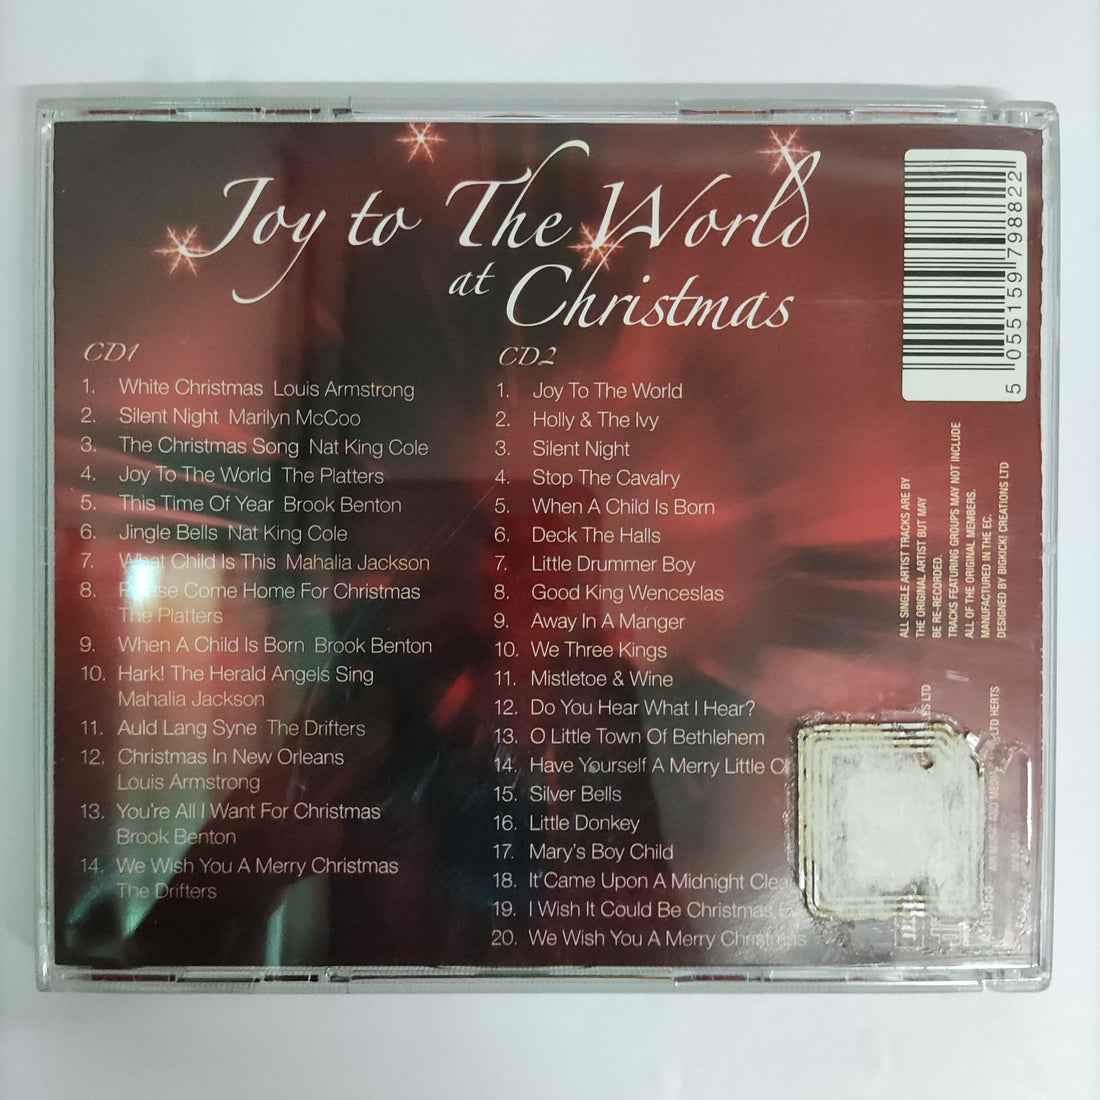 Joy to The World
at Christmas
CD1
1. White Christmas Louis Armstrong
2. Silent Night Marilyn McCoo
3. The Christmas Song Nat King Cole
4. Joy To The World The Platters
5. This Time Of Year Brook Benton
6. Jingle Bells Nat King Cole
7. What Child Is This Mahalia Jackson
8. Please Come Home For Christmas
The Platters
9. When A Child Is Born Brook Benton
10. Hark! The Herald Angels Sing
Mahalia Jackson
11. Auld Lang Syne The Drifters
12. Christmas In New Orleans
Louis Armstrong
13. You're All I Want For Christmas
Brook Benton
14. We Wish You A Merry Christmas
The Drifters
CD2
1. Joy To The World
2. Holly & The Ivy
3. Silent Night
4. Stop The Cavalry
5. When A Child Is Born
6. Deck The Halls
7. Little Drummer Boy
8. Good King Wenceslas
9. Away In A Manger
10. We Three Kings
11. Mistletoe & Wine
12. Do You Hear What I Hear?
13. O Little Town Of Bethlehem
14. Have Yourself A Merry Little
15. Silver Bells
16. Little Donkey
17. Mary's Boy Child
18. It Came Upon A Midnight
19. I Wish It Could Be Christmas
20. We Wish You A Merry Christmas
5 055159 798822
ALL SINGLE ARTIST TRACKS ARE BY
THE ORIGINAL ARTIST BUT MAY
BE RE-RECORDED.
TRACKS FEATURING GROUPS MAY NOT INCLUDE
ALL OF THE ORIGINAL MEMBERS.
MANUFACTURED IN THE EC.
DESIGNED BY BIGKICK! CREATIONS LTD
LTD
LTD HERTS